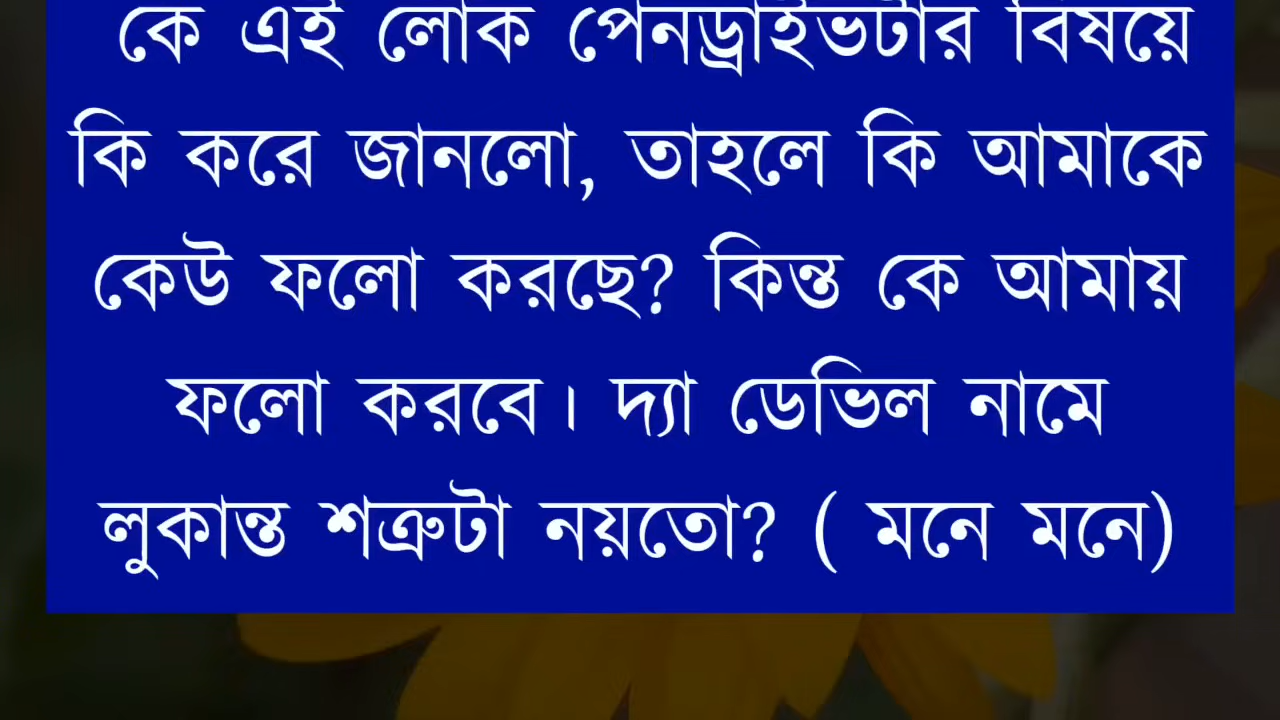 কে এই লোক পেনড্রাইভটার বিষয়ে
কি করে জানলো, তাহলে কি আমাকে
কেউ ফলো করছে? কিন্ত কে আমায়
ফলো করবে। দ্যা ডেভিল নামে
লুকান্ত শত্রুটা নয়তো? ( মনে মনে)